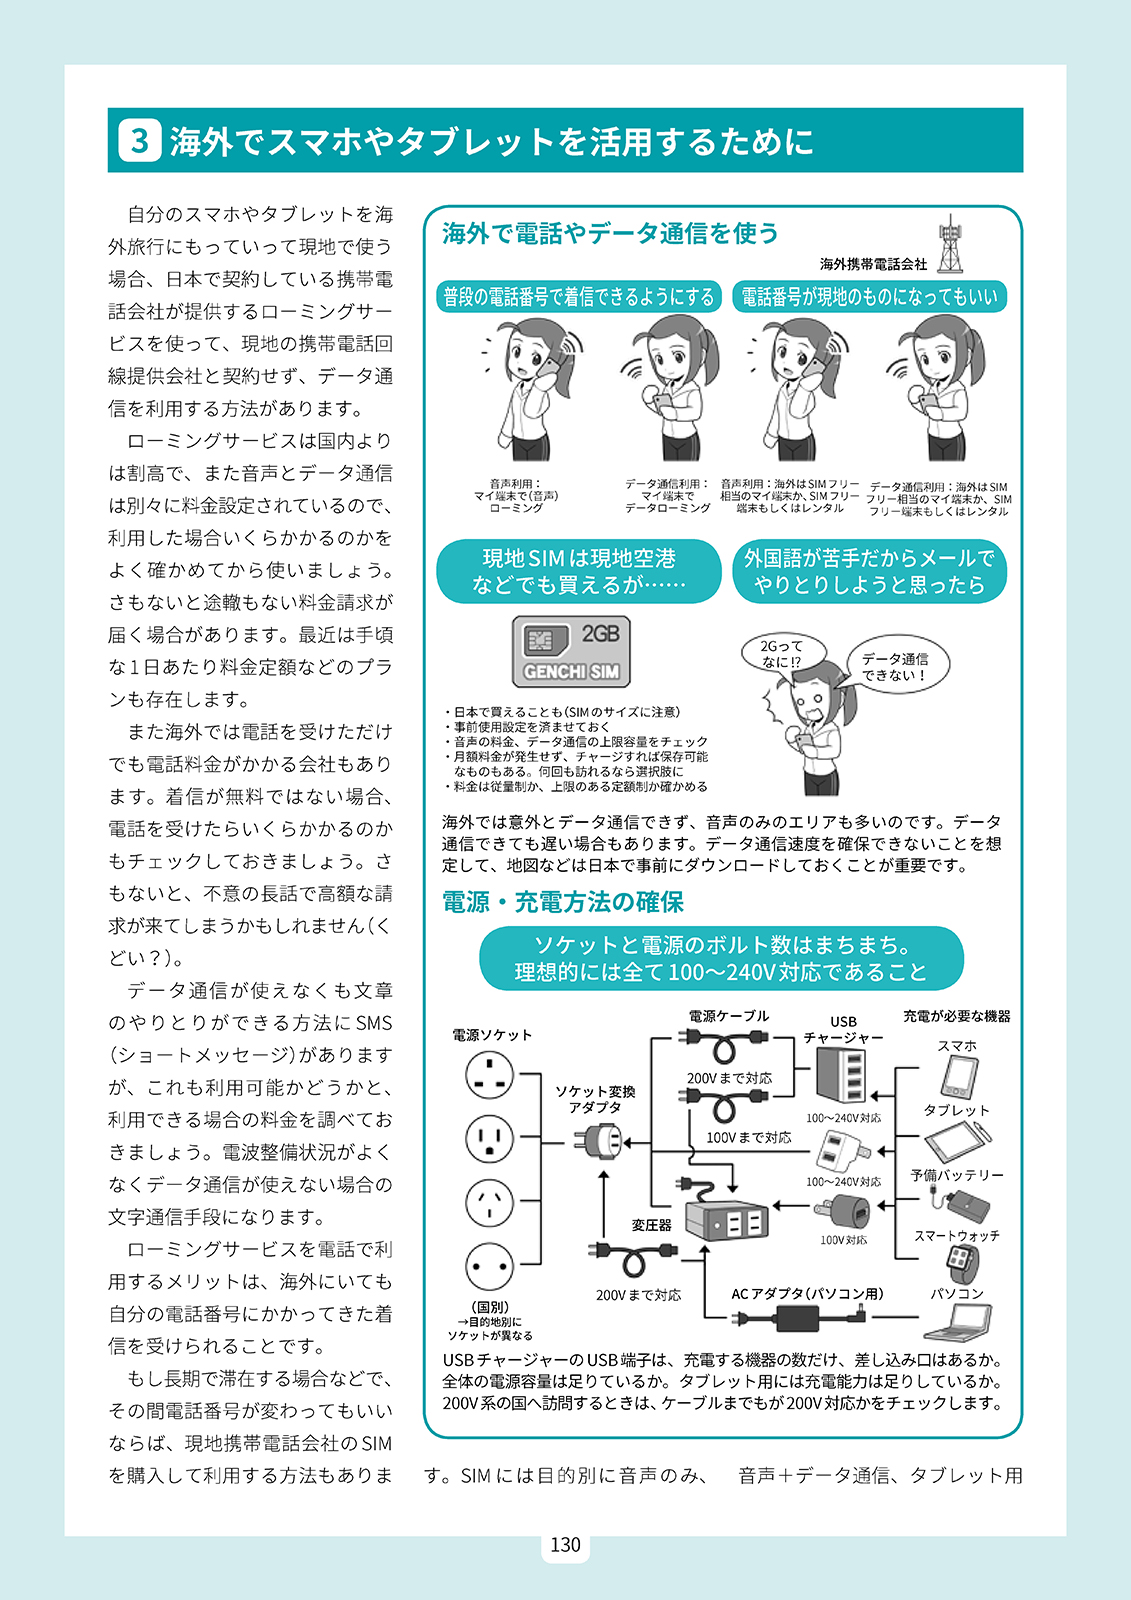 3 海外でスマホやタブレットを活用するために
　自分のスマホやタブレットを海
外旅行にもっていって現地で使う
場合、日本で契約している携帯電
話会社が提供するローミングサー
ビスを使って、現地の携帯電話回
線提供会社と契約せず、データ通
信を利用する方法があります。
　ローミングサービスは国内より
は割高で、また音声とデータ通信
は別々に料金設定されているので、
利用した場合いくらかかるのかを
よく確かめてから使いましょう。
さもないと途轍もない料金請求が
届く場合があります。最近は手頃
な1日あたり料金定額などのプラ
ンも存在します。
　また海外では電話を受けただけ
でも電話料金がかかる会社もあり
ます。着信が無料ではない場合、
電話を受けたらいくらかかるのか
もチェックしておきましょう。さ
もないと、不意の長話で高額な請
求が来てしまうかもしれません(く
どい？)。
　データ通信が使えなくも文章
のやりとりができる方法にSMS
(ショートメッセージ)があります
が、これも利用可能かどうかと、
利用できる場合の料金を調べてお
きましょう。電波整備状況がよく
なくデータ通信が使えない場合の
文字通信手段になります。
　ローミングサービスを電話で利
用するメリットは、海外にいても
自分の電話番号にかかってきた着
信を受けられることです。
　もし長期で滞在する場合などで、
その間電話番号が変わってもいい
ならば、現地携帯電話会社のSIM
を購入して利用する方法もありま
海外で電話やデータ通信を使う
海外携帯電話会社
普段の電話番号で着信できるようにする
電話番号が現地のものになってもいい
音声利用：
マイ端末で(音声)
ローミング
データ通信利用：
マイ端末で
データローミング
音声利用：海外はSIMフリー
相当のマイ端末か、SIMフリー
端末もしくはレンタル
データ通信利用：海外はSIM
フリー相当のマイ端末か、SIM
フリー端末もしくはレンタル
現地SIMは現地空港
などでも買えるが……
外国語が苦手だからメールで
やりとりしようと思ったら
2GB
GENCHI SIM
2Gって
なに!?
データ通信
できない！
・日本で買えることも(SIMのサイズに注意)
・事前使用設定を済ませておく
・音声の料金、データ通信の上限容量をチェック
・月額料金が発生せず、チャージすれば保存可能
なものもある。何回も訪れるなら選択肢に
・料金は従量制か、上限のある定額制か確かめる
海外では意外とデータ通信できず、音声のみのエリアも多いのです。データ
通信できても遅い場合もあります。データ通信速度を確保できないことを想
定して、地図などは日本で事前にダウンロードしておくことが重要です。
電源・充電方法の確保
ソケットと電源のボルト数はまちまち。
理想的には全て100〜240V対応であること
電源ソケット
ソケット変換
アダプタ
電源ケーブル
200Vまで対応
100Vまで対応
USB
チャージャー
100〜240V対応
100〜240V対応
100V対応
充電が必要な機器
スマホ
タブレット
予備バッテリー
スマートウォッチ
パソコン
変圧器
200Vまで対応
ACアダプタ(パソコン用)
(国別)
→目的地別に
ソケットが異なる
USBチャージャーのUSB端子は、充電する機器の数だけ、差し込み口はあるか。
全体の電源容量は足りているか。タブレット用には充電能力は足りしているか。
200V系の国へ訪問するときは、ケーブルまでもが200V対応かをチェックします。
す。SIMには目的別に音声のみ、
音声＋データ通信、タブレット用
130